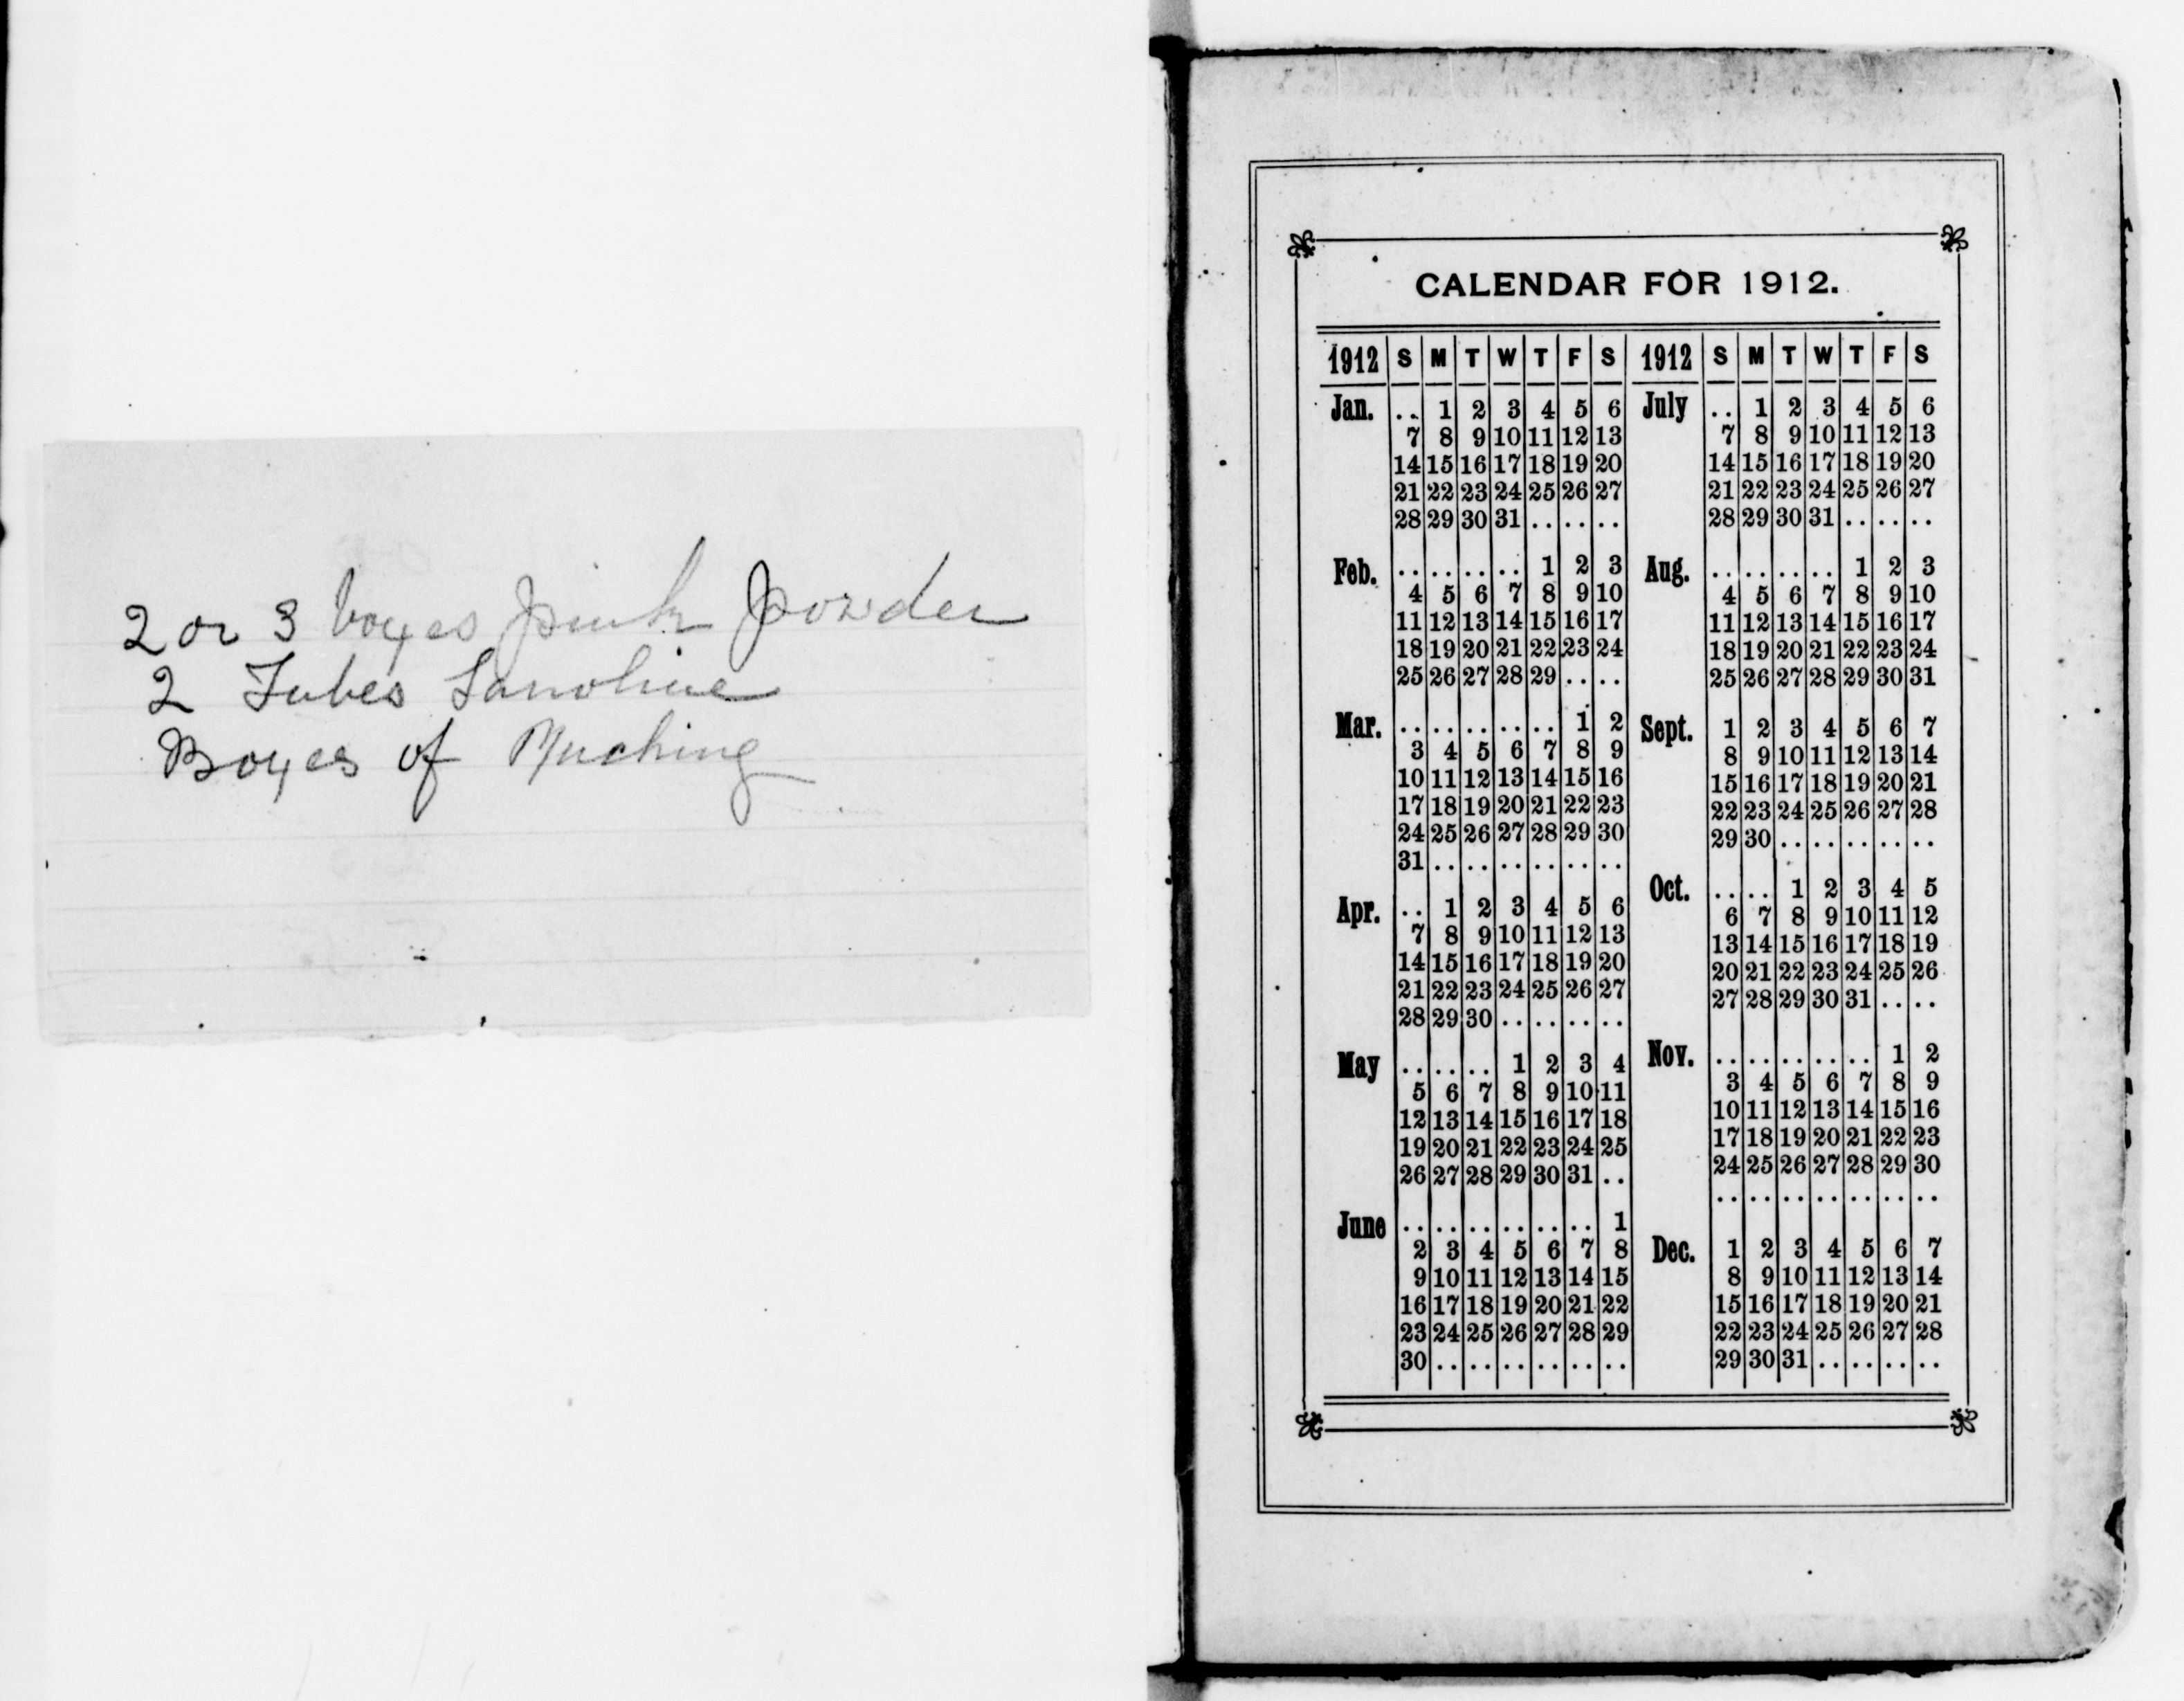 2 or 3 boxes pink powder
2 Tubes Lanoline
Boxes of Ruching
CALENDAR FOR 1912.
1912 S M T W T F S
Jan. .. 1 2 3 4 5 6
7 8 9 10 11 12 13
14 15 16 17 18 19 20
21 22 23 24 25 26 27
28 29 30 31 .. .. ..
Feb. .. .. .. .. 1 2 3
4 5 6 7 8 9 10
11 12 13 14 15 16 17
18 19 20 21 22 23 24
25 26 27 28 29 .. ..
Mar. .. .. .. .. .. 1 2
3 4 5 6 7 8 9
10 11 12 13 14 15 16
17 18 19 20 21 22 23
24 25 26 27 28 29 30
31 .. .. .. .. .. ..
Apr. .. 1 2 3 4 5 6
7 8 9 10 11 12 13
14 15 16 17 18 19 20
21 22 23 24 25 26 27
28 29 30 .. .. .. ..
May .. .. .. 1 2 3 4
5 6 7 8 9 10 11
12 13 14 15 16 17 18
19 20 21 22 23 24 25
26 27 28 29 30 31 ..
June .. .. .. .. .. .. 1
2 3 4 5 6 7 8
9 10 11 12 13 14 15
16 17 18 19 20 21 22
23 24 25 26 27 28 29
30 .. .. .. .. .. ..
1912 S M T W T F S
July .. 1 2 3 4 5 6
7 8 9 10 11 12 13
14 15 16 17 18 19 20
21 22 23 24 25 26 27
28 29 30 31 .. .. ..
Aug. .. .. .. .. 1 2 3
4 5 6 7 8 9 10
11 12 13 14 15 16 17
18 19 20 21 22 23 24
25 26 27 28 29 30 31
Sept. 1 2 3 4 5 6 7
8 9 10 11 12 13 14
15 16 17 18 19 20 21
22 23 24 25 26 27 28
29 30 .. .. .. .. ..
Oct. .. .. 1 2 3 4 5
6 7 8 9 10 11 12
13 14 15 16 17 18 19
20 21 22 23 24 25 26
27 28 29 30 31 .. ..
Nov. .. .. .. .. .. 1 2
3 4 5 6 7 8 9
10 11 12 13 14 15 16
17 18 19 20 21 22 23
24 25 26 27 28 29 30
.. .. .. .. .. .. ..
Dec. 1 2 3 4 5 6 7
8 9 10 11 12 13 14
15 16 17 18 19 20 21
22 23 24 25 26 27 28
29 30 31 .. .. .. ..